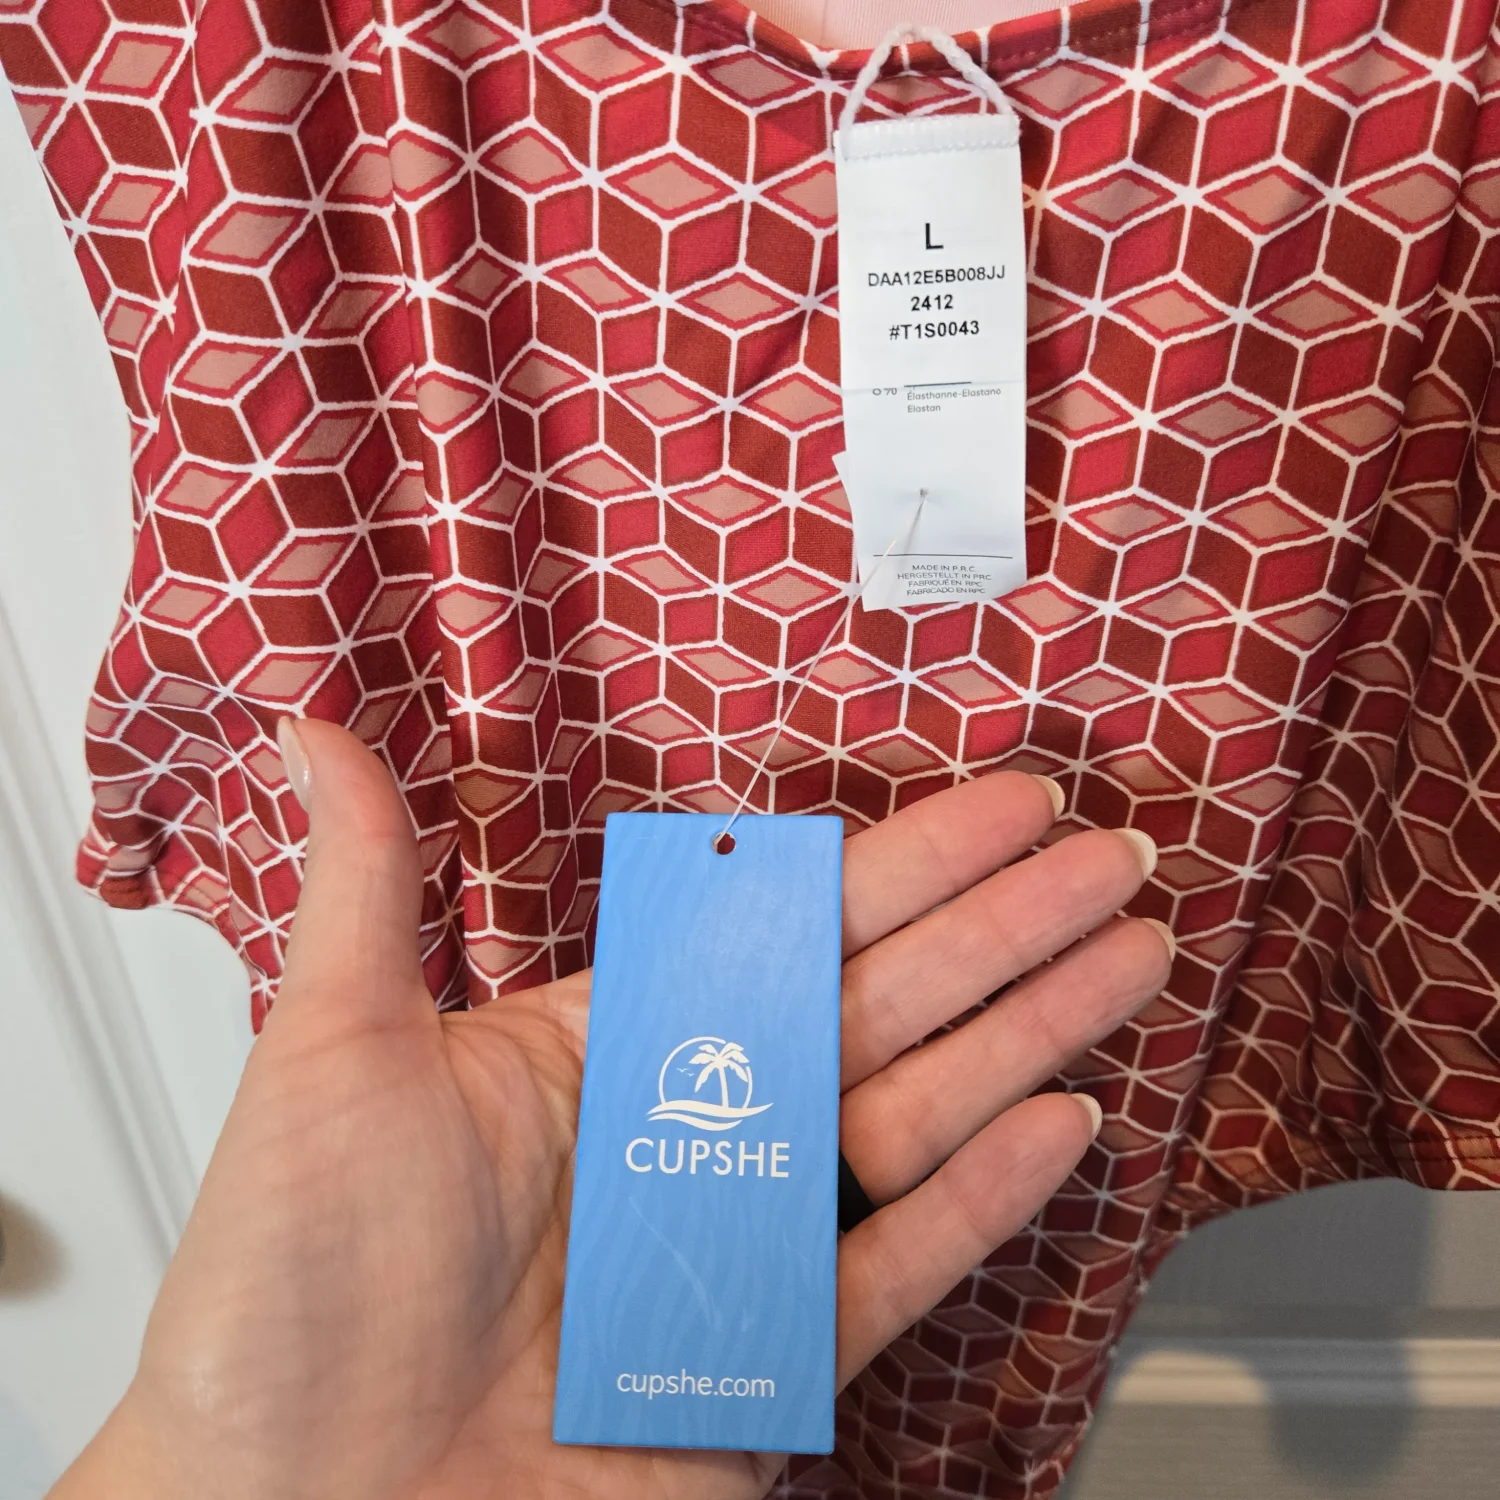 L
DAA12E5B008JJ
2412
#T1S0043
Élasthanne-Elastano
Elastan
MADE IN P.R.C.
HERGESTELLT IN PRC
FABRIQUÉ EN RPC
FABRICADO EN RPC
CUPSHE
cupshe.com